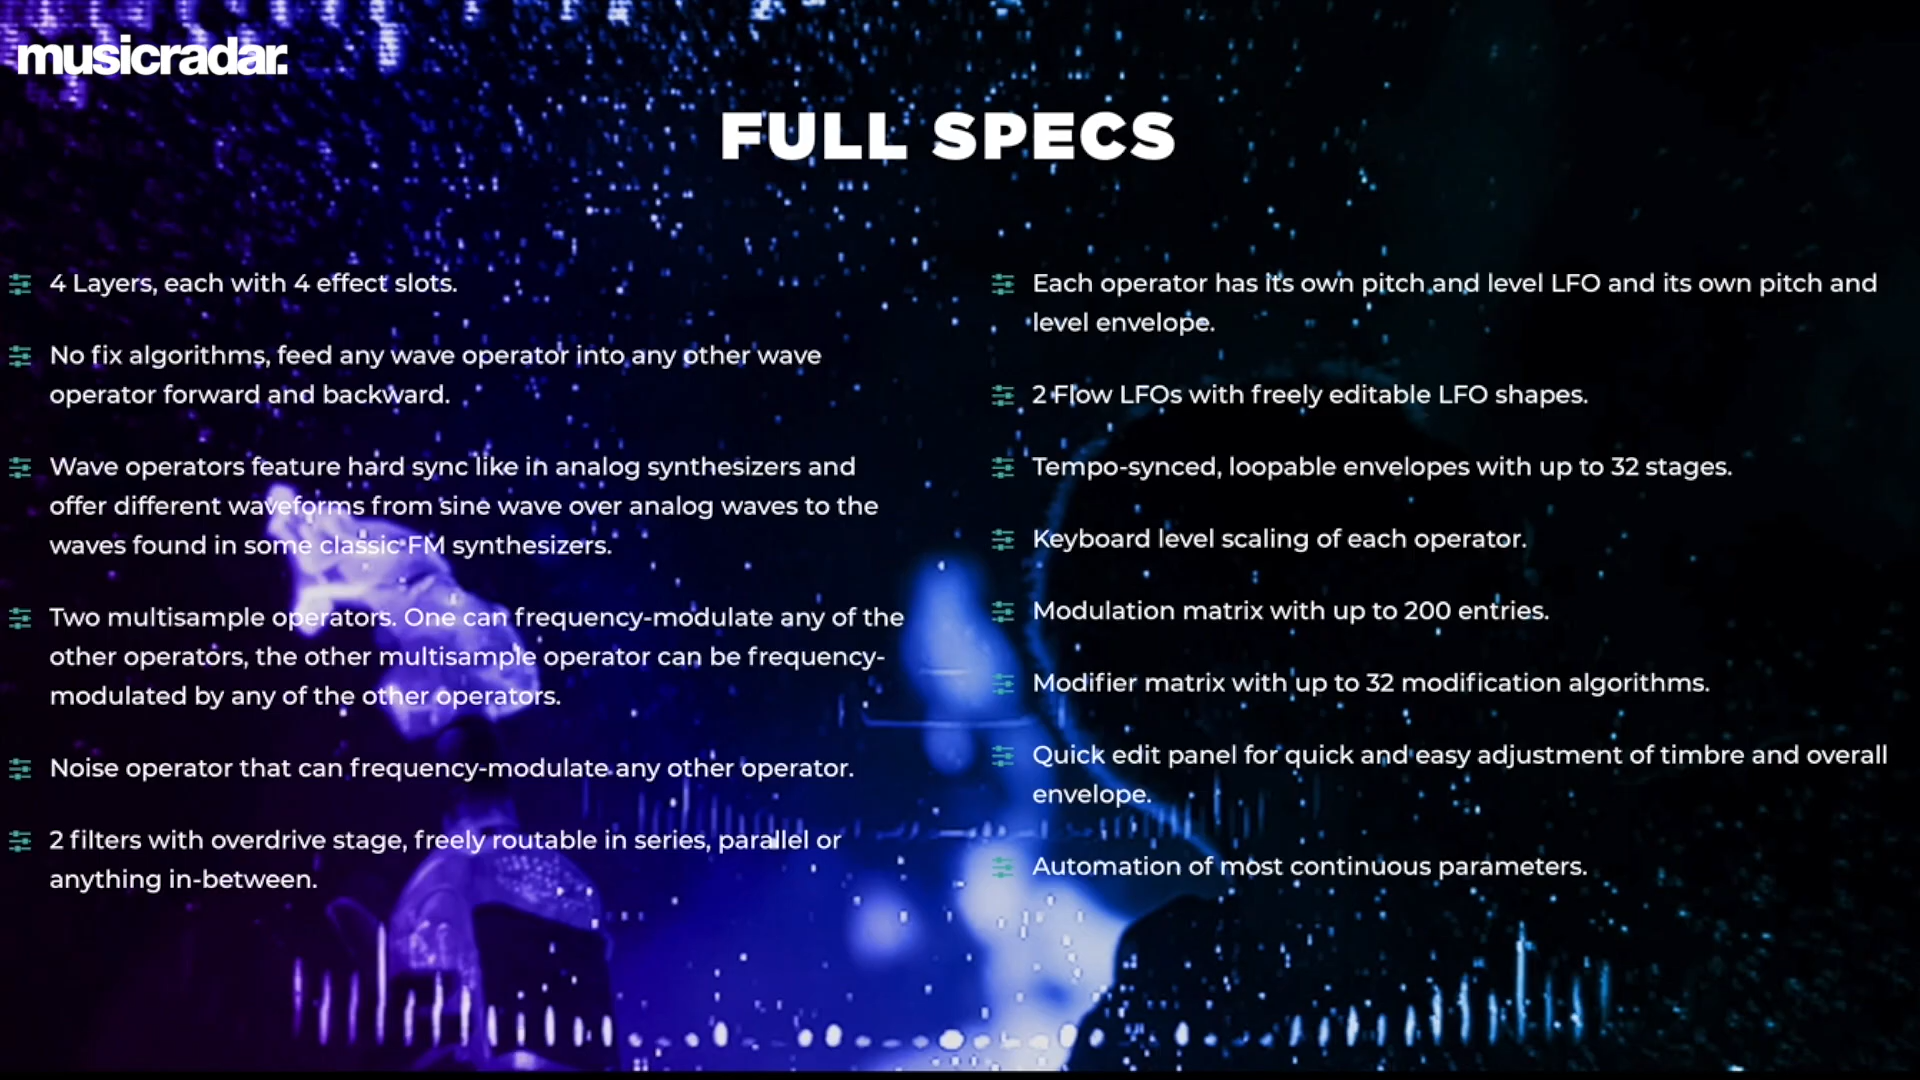 musicradar.
FULL SPECS
4 Layers, each with 4 effect slots.
No fix algorithms, feed any wave operator into any other wave
operator forward and backward.
Wave operators feature hard sync like in analog synthesizers and
offer different waveforms from sine wave over analog waves to the
waves found in some classic FM synthesizers.
Two multisample operators. One can frequency-modulate any of the
other operators, the other multisample operator can be frequency-
modulated by any of the other operators.
Noise operator that can frequency-modulate any other operator.
2 filters with overdrive stage, freely routable in series, parallel or
anything in-between.
Each operator has its own pitch and level LFO and its own pitch and
level envelope.
2 Flow LFOs with freely editable LFO shapes.
Tempo-synced, loopable envelopes with up to 32 stages.
Keyboard level scaling of each operator.
Modulation matrix with up to 200 entries.
Modifier matrix with up to 32 modification algorithms.
Quick edit panel for quick and easy adjustment of timbre and overall
envelope.
Automation of most continuous parameters.